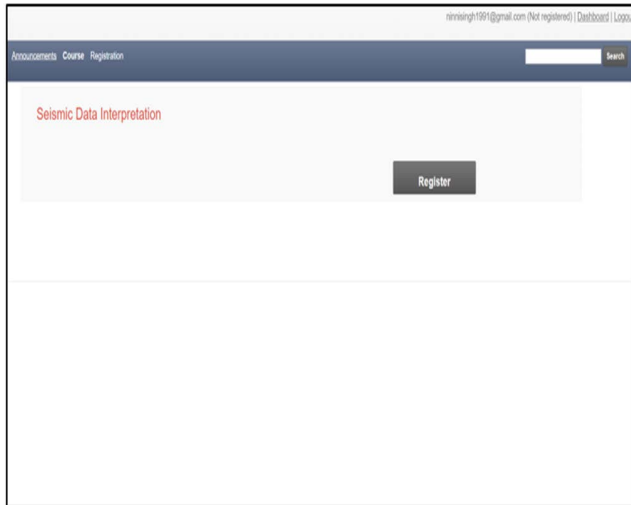 ninnisingh1991@gmail.com (Not registered) | Dashboard | Logou
Announcements Course Registration Search
Seismic Data Interpretation
Register